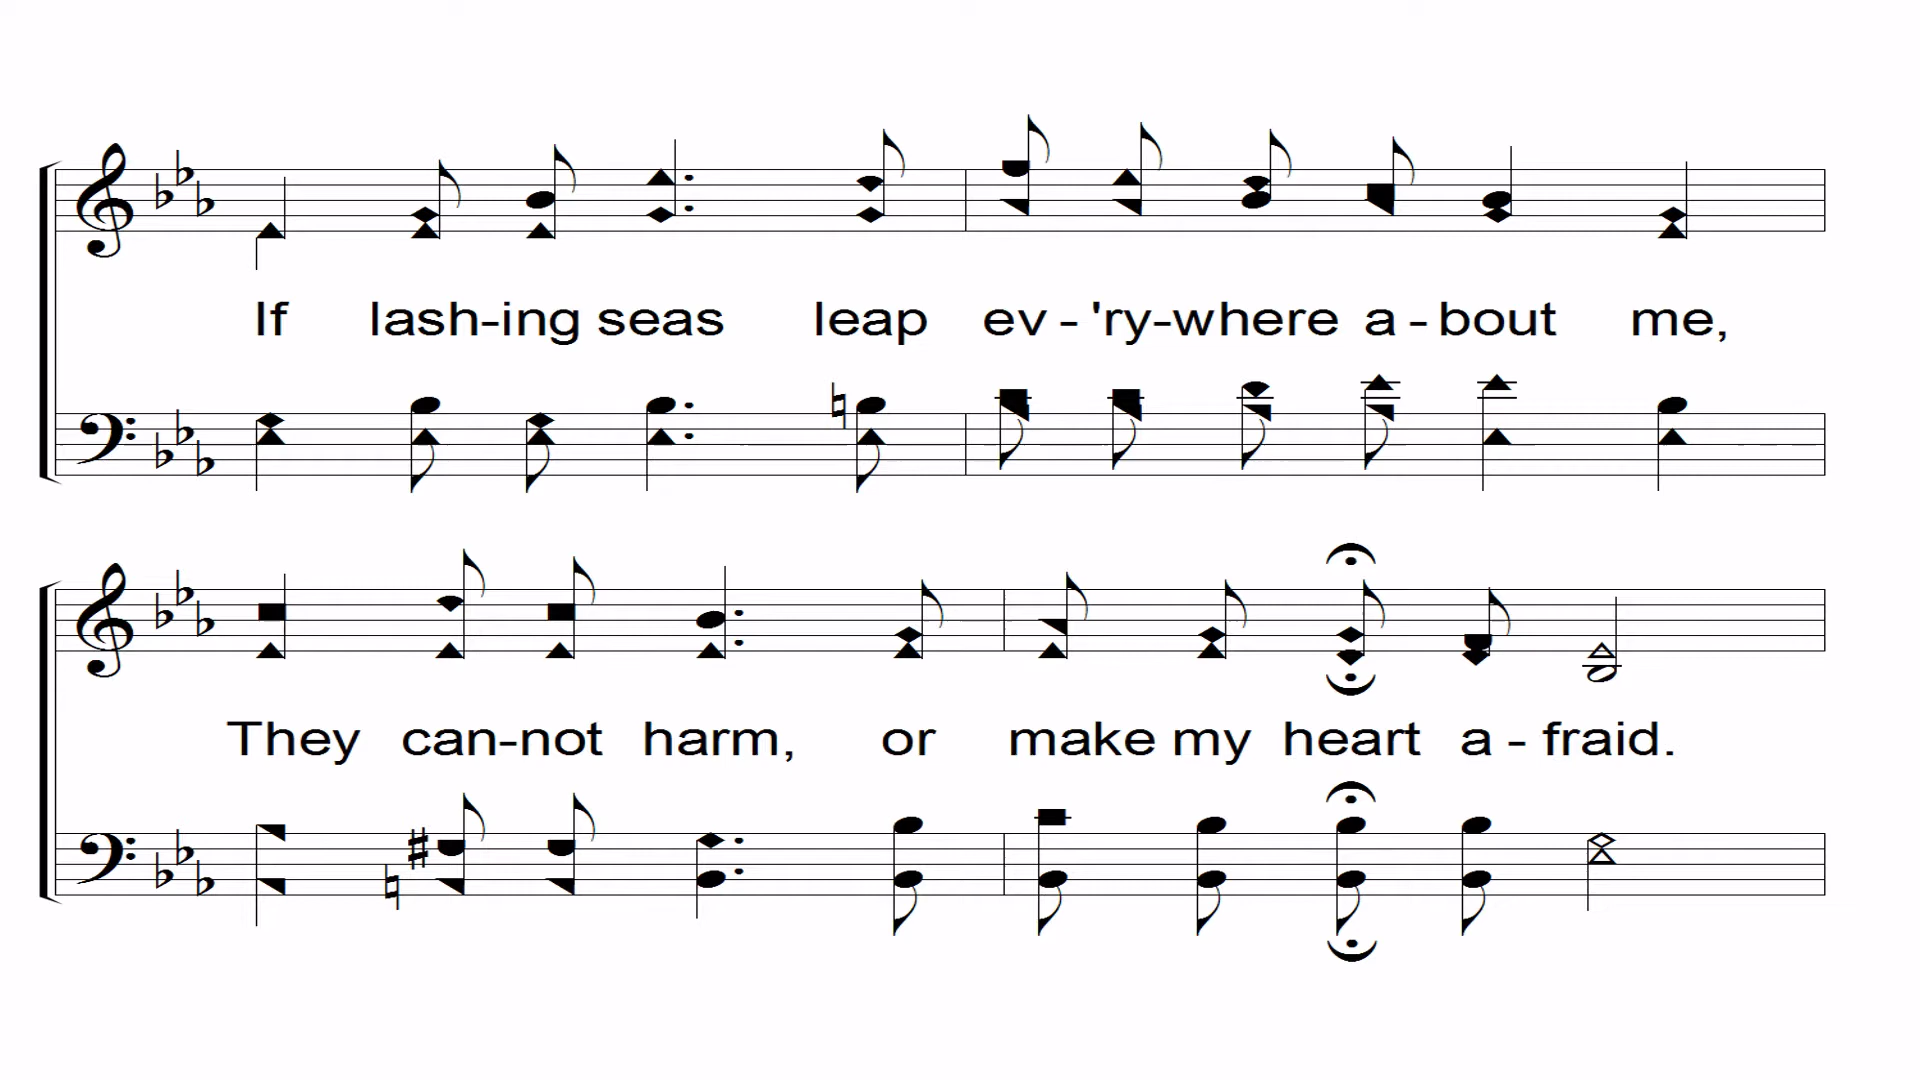 If lash-ing seas leap ev - 'ry-where a - bout me,
They can-not harm, or make my heart a - fraid.